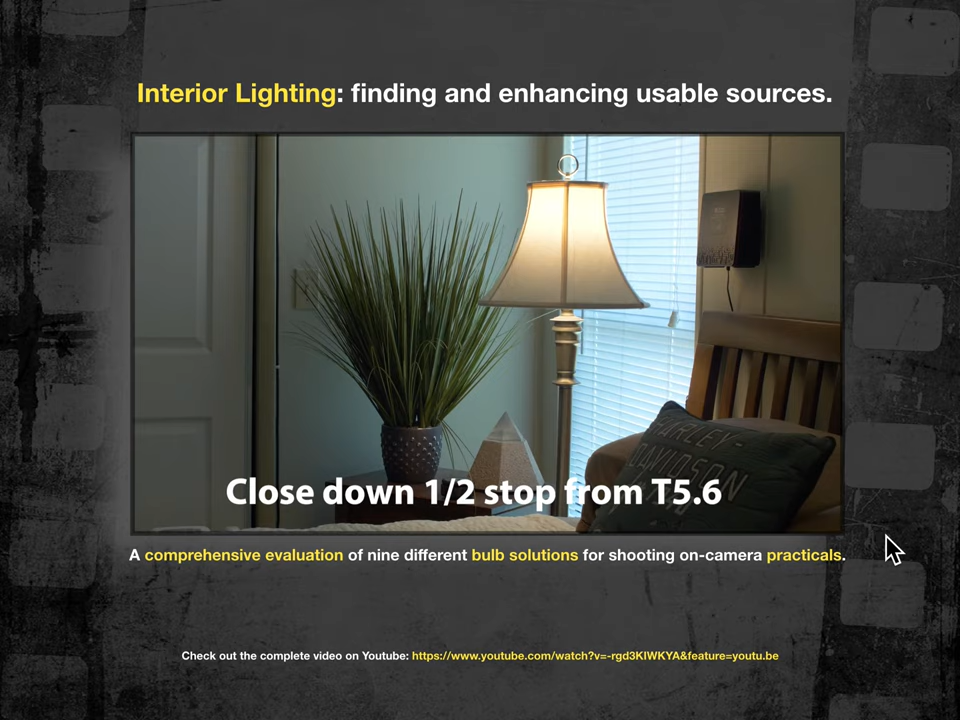 Interior Lighting: finding and enhancing usable sources.
HARLEY-
DAVIDSON
Close down 1/2 stop from T5.6
A comprehensive evaluation of nine different bulb solutions for shooting on-camera practicals.
Check out the complete video on Youtube: https://www.youtube.com/watch?v=-rgd3KIWKYA&feature=youtu.be